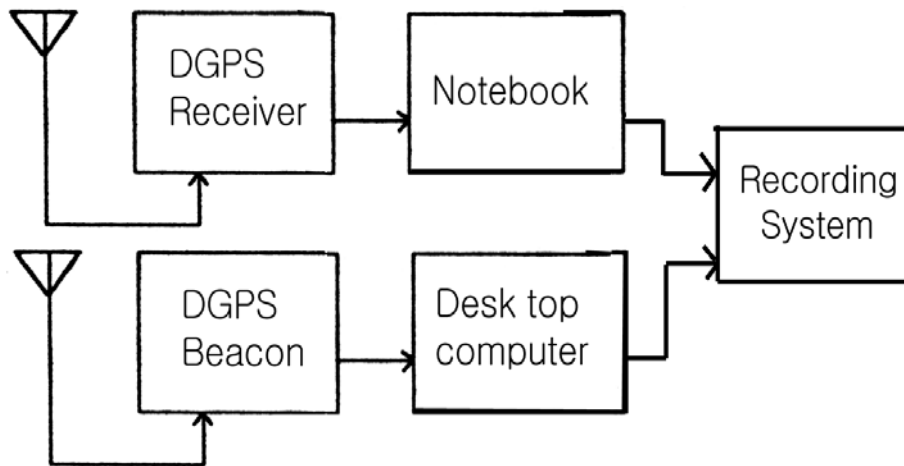 DGPS
Receiver
Notebook
Recording
System
DGPS
Beacon
Desk top
computer